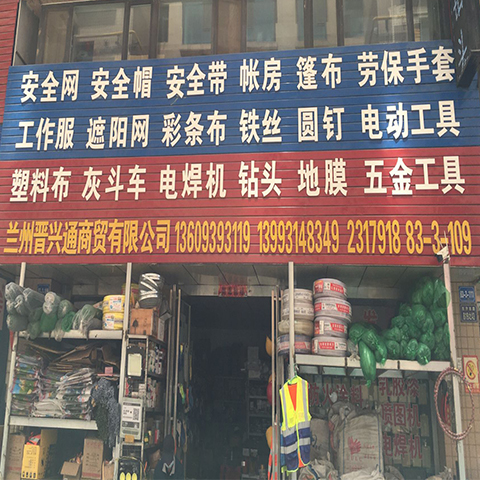 安全网 安全帽 安全带 帐房 篷布 劳保手套
工作服 遮阳网 彩条布 铁丝 圆钉 电动工具
塑料布 灰斗车 电焊机 钻头 地膜 五金工具
兰州晋兴通商贸有限公司 13609393119 13993148349 2317918 83-3-109